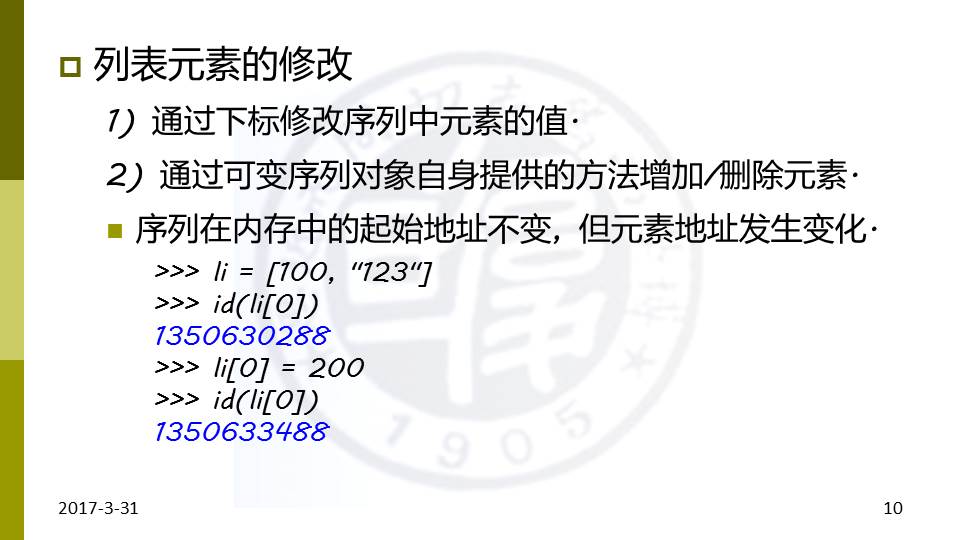 列表元素的修改
1) 通过下标修改序列中元素的值.
2) 通过可变序列对象自身提供的方法增加/删除元素.
序列在内存中的起始地址不变, 但元素地址发生变化.
>>> li = [100, "123"]
>>> id(li[0])
1350630288
>>> li[0] = 200
>>> id(li[0])
1350633488
1905
2017-3-31
10